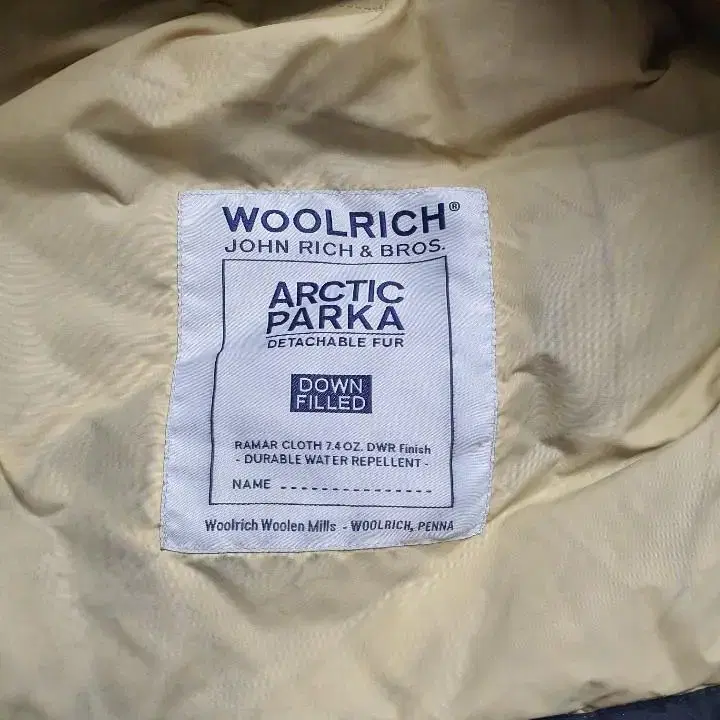 WOOLRICH®
JOHN RICH & BROS.
ARCTIC
PARKA
DETACHABLE FUR
DOWN
FILLED
RAMAR CLOTH 7.4 OZ. DWR Finish
- DURABLE WATER REPELLENT -
NAME ---------------
Woolrich Woolen Mills - WOOLRICH, PENNA